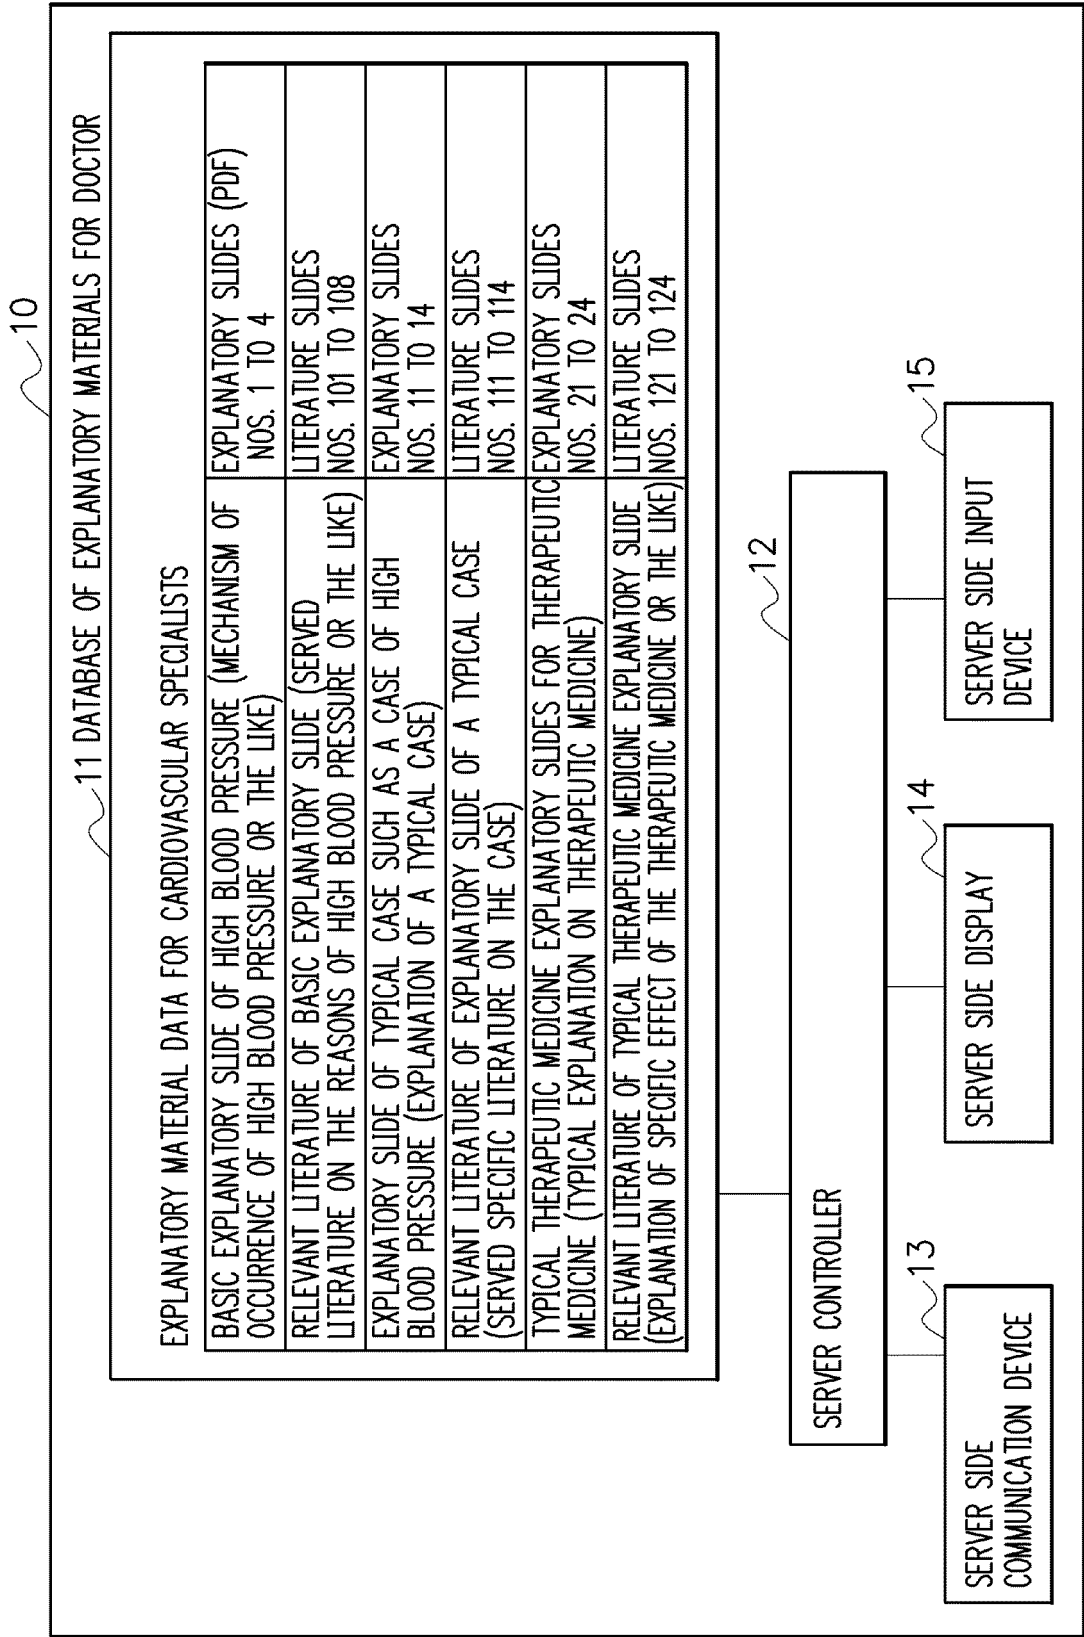 10
11 DATABASE OF EXPLANATORY MATERIALS FOR DOCTOR
EXPLANATORY MATERIAL DATA FOR CARDIOVASCULAR SPECIALISTS
BASIC EXPLANATORY SLIDE OF HIGH BLOOD PRESSURE (MECHANISM OF
OCCURRENCE OF HIGH BLOOD PRESSURE OR THE LIKE)
EXPLANATORY SLIDES (PDF)
NOS. 1 TO 4
RELEVANT LITERATURE OF BASIC EXPLANATORY SLIDE (SERVED
LITERATURE ON THE REASONS OF HIGH BLOOD PRESSURE OR THE LIKE)
LITERATURE SLIDES
NOS. 101 TO 108
EXPLANATORY SLIDE OF TYPICAL CASE SUCH AS A CASE OF HIGH
BLOOD PRESSURE (EXPLANATION OF A TYPICAL CASE)
EXPLANATORY SLIDES
NOS. 11 TO 14
RELEVANT LITERATURE OF EXPLANATORY SLIDE OF A TYPICAL CASE
(SERVED SPECIFIC LITERATURE ON THE CASE)
LITERATURE SLIDES
NOS. 111 TO 114
TYPICAL THERAPEUTIC MEDICINE EXPLANATORY SLIDES FOR THERAPEUTIC
MEDICINE (TYPICAL EXPLANATION ON THERAPEUTIC MEDICINE)
EXPLANATORY SLIDES
NOS. 21 TO 24
RELEVANT LITERATURE OF TYPICAL THERAPEUTIC MEDICINE EXPLANATORY SLIDE
(EXPLANATION OF SPECIFIC EFFECT OF THE THERAPEUTIC MEDICINE OR THE LIKE)
LITERATURE SLIDES
NOS. 121 TO 124
12
SERVER CONTROLLER
13
SERVER SIDE
COMMUNICATION DEVICE
14
SERVER SIDE DISPLAY
15
SERVER SIDE INPUT
DEVICE